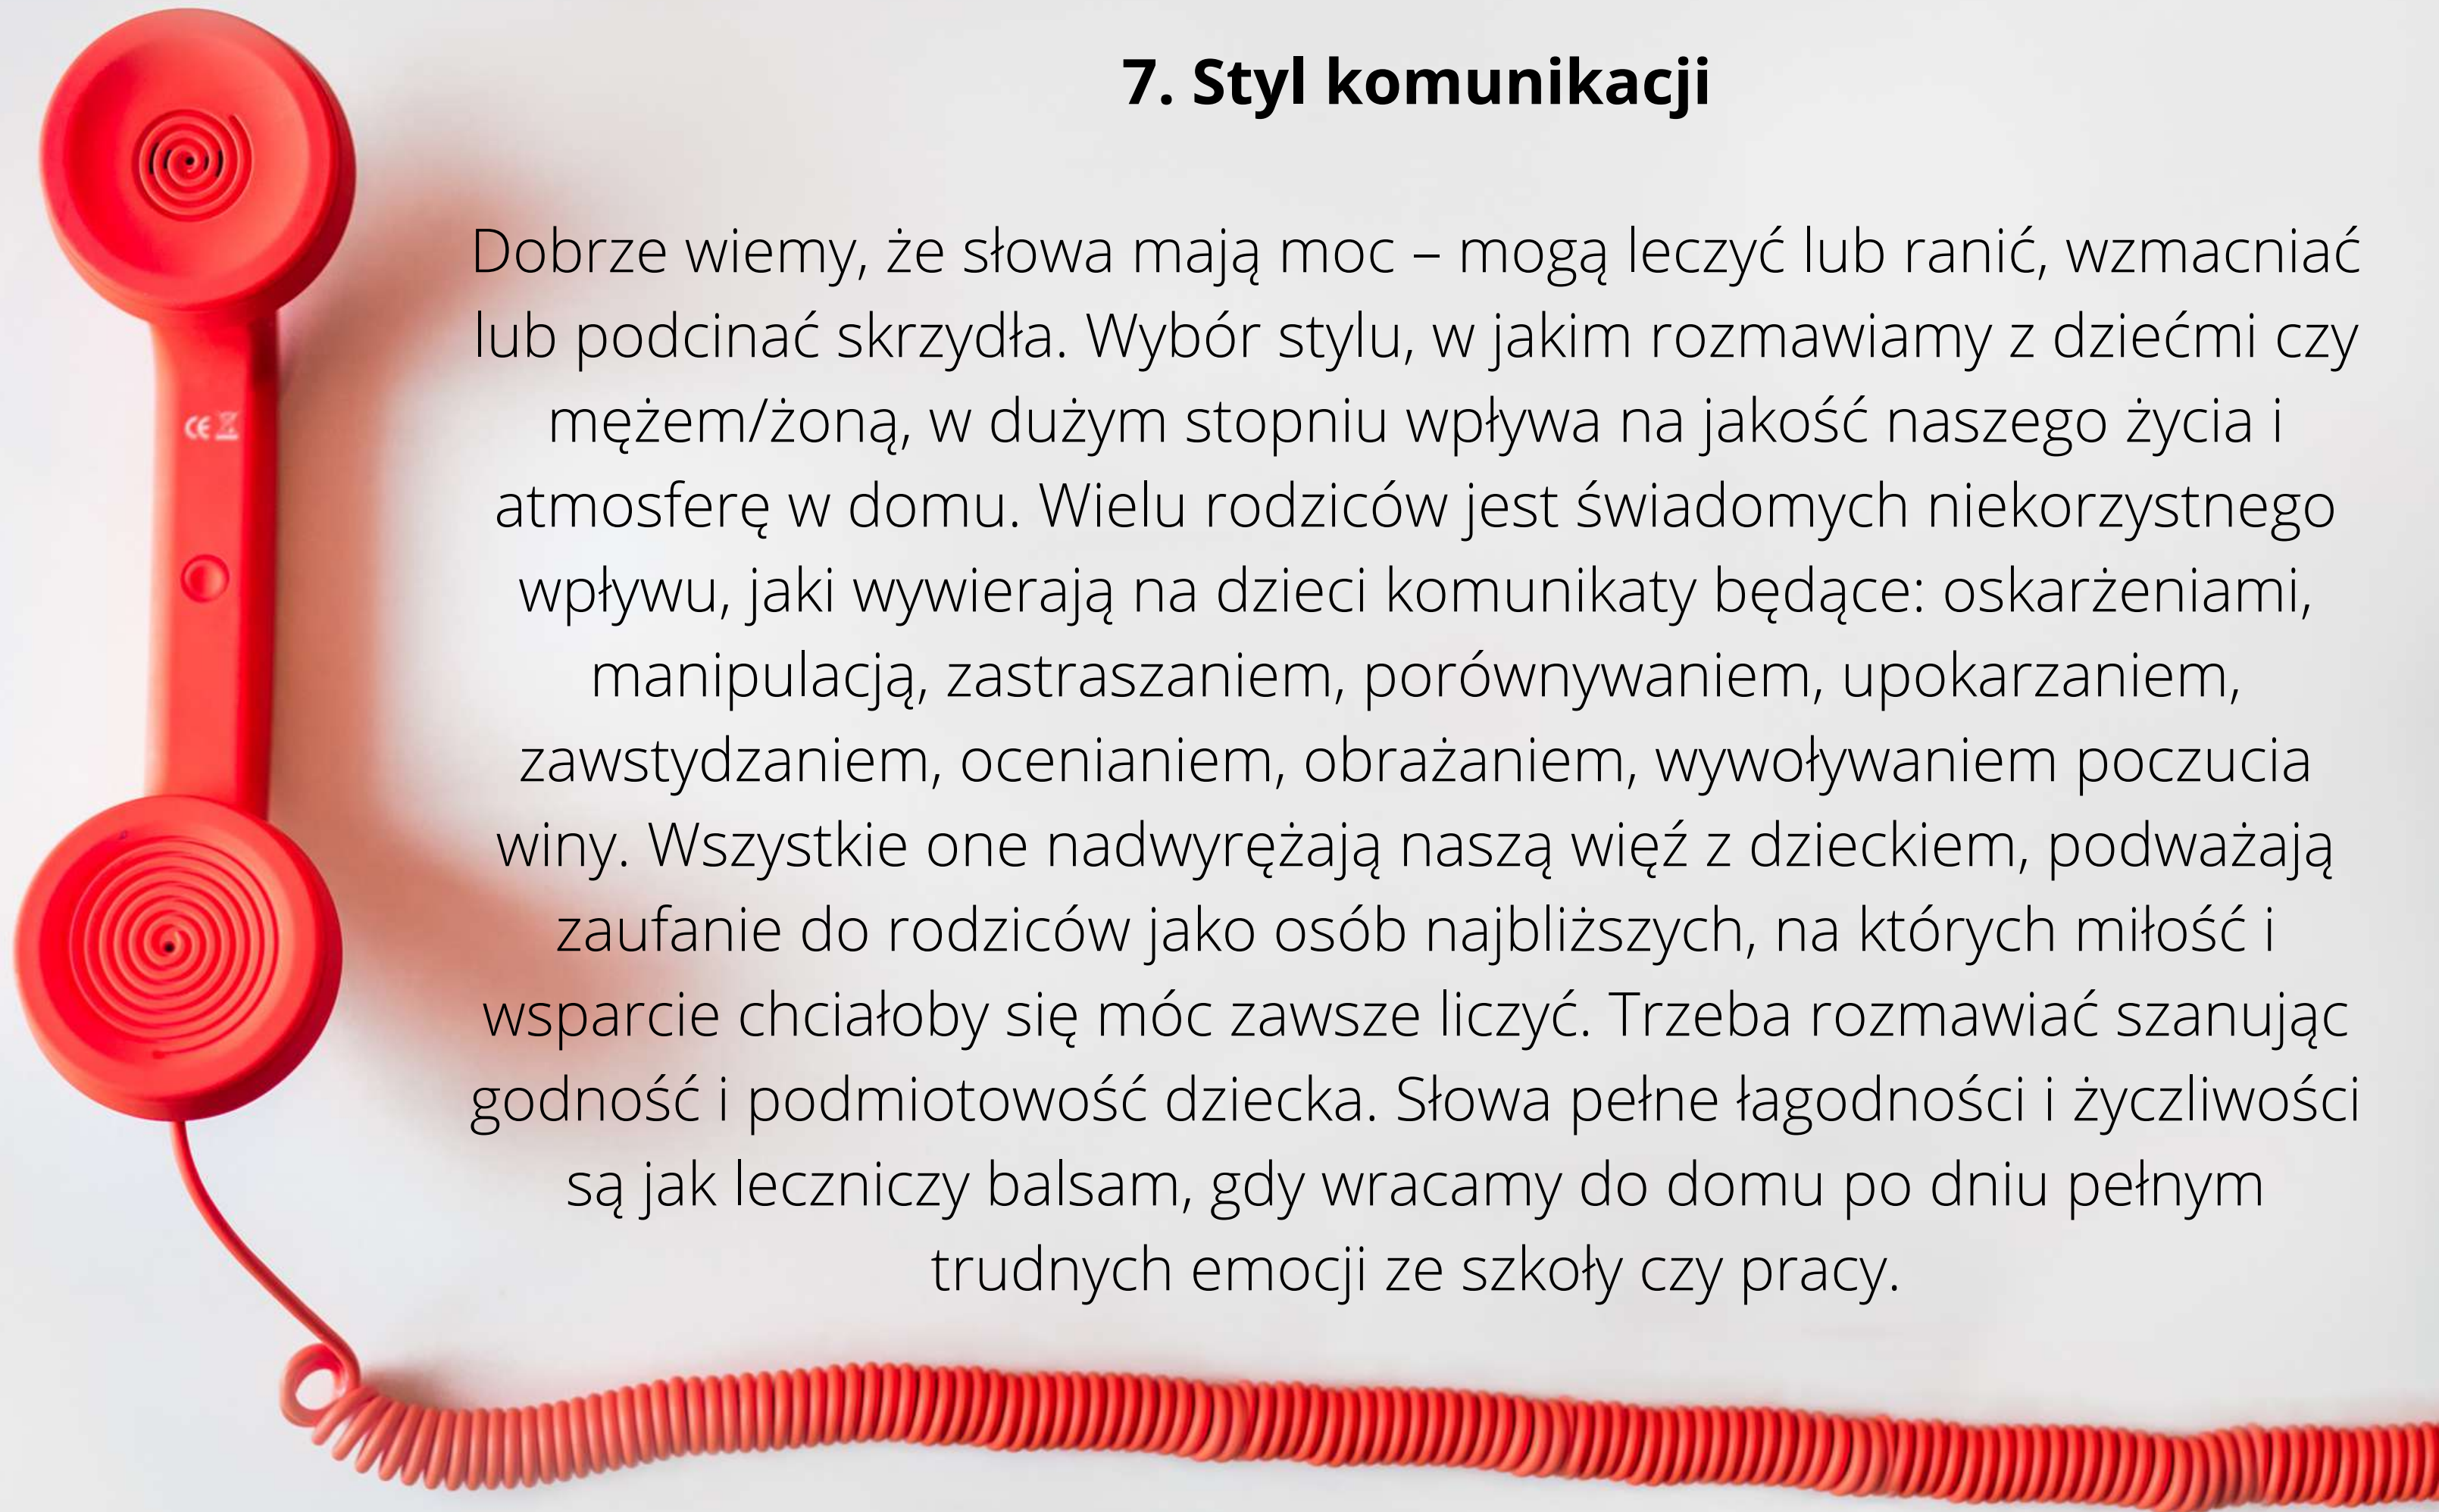 7. Styl komunikacji
Dobrze wiemy, że słowa mają moc – mogą leczyć lub ranić, wzmacniać
lub podcinać skrzydła. Wybór stylu, w jakim rozmawiamy z dziećmi czy
mężem/żoną, w dużym stopniu wpływa na jakość naszego życia i
atmosferę w domu. Wielu rodziców jest świadomych niekorzystnego
wpływu, jaki wywierają na dzieci komunikaty będące: oskarżeniami,
manipulacją, zastraszaniem, porównywaniem, upokarzaniem,
zawstydzaniem, ocenianiem, obrażaniem, wywoływaniem poczucia
winy. Wszystkie one nadwyrężają naszą więź z dzieckiem, podważają
zaufanie do rodziców jako osób najbliższych, na których miłość i
wsparcie chciałoby się móc zawsze liczyć. Trzeba rozmawiać szanując
godność i podmiotowość dziecka. Słowa pełne łagodności i życzliwości
są jak leczniczy balsam, gdy wracamy do domu po dniu pełnym
trudnych emocji ze szkoły czy pracy.
CE